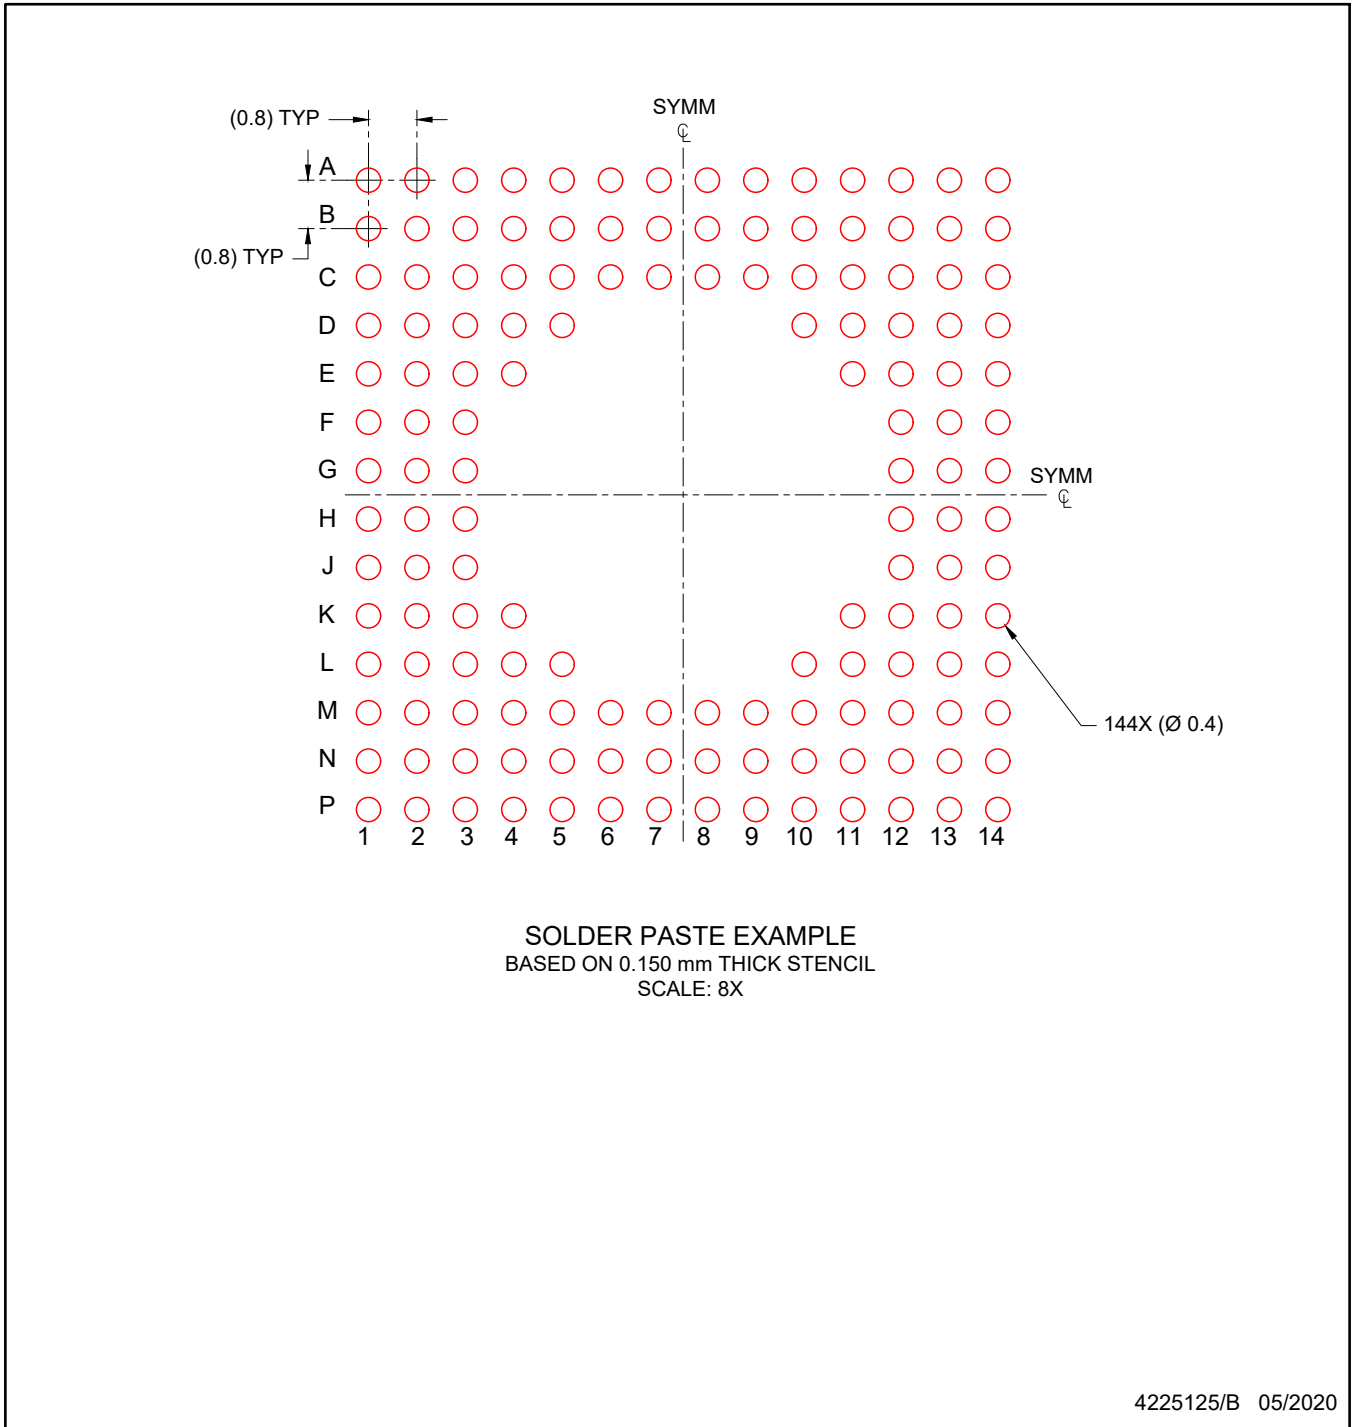 (0.8) TYP
SYMM
℄
A
B
(0.8) TYP
C
D
E
F
G
SYMM
℄
H
J
K
L
M
144X (Ø 0.4)
N
P
1 2 3 4 5 6 7 8 9 10 11 12 13 14
SOLDER PASTE EXAMPLE
BASED ON 0.150 mm THICK STENCIL
SCALE: 8X
4225125/B 05/2020